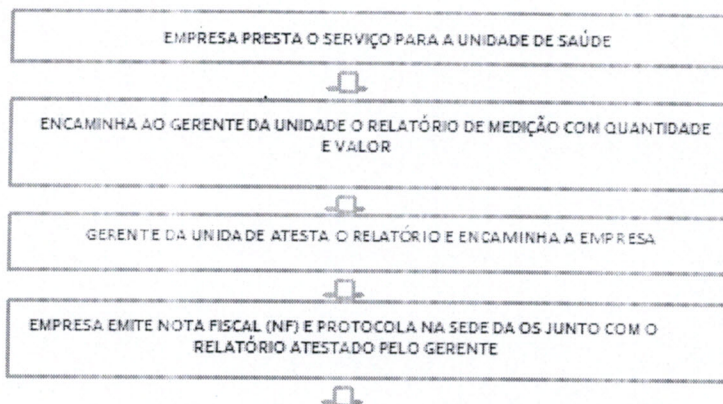 EMPRESA PRESTA O SERVIÇO PARA A UNIDADE DE SAÚDE
ENCAMINHA AO GERENTE DA UNIDADE O RELATÓRIO DE MEDIÇÃO COM QUANTIDADE
E VALOR
GERENTE DA UNIDADE ATESTA O RELATÓRIO E ENCAMINHA A EMPRESA
EMPRESA EMITE NOTA FISCAL (NF) E PROTOCOLA NA SEDE DA OS JUNTO COM O
RELATÓRIO ATESTADO PELO GERENTE